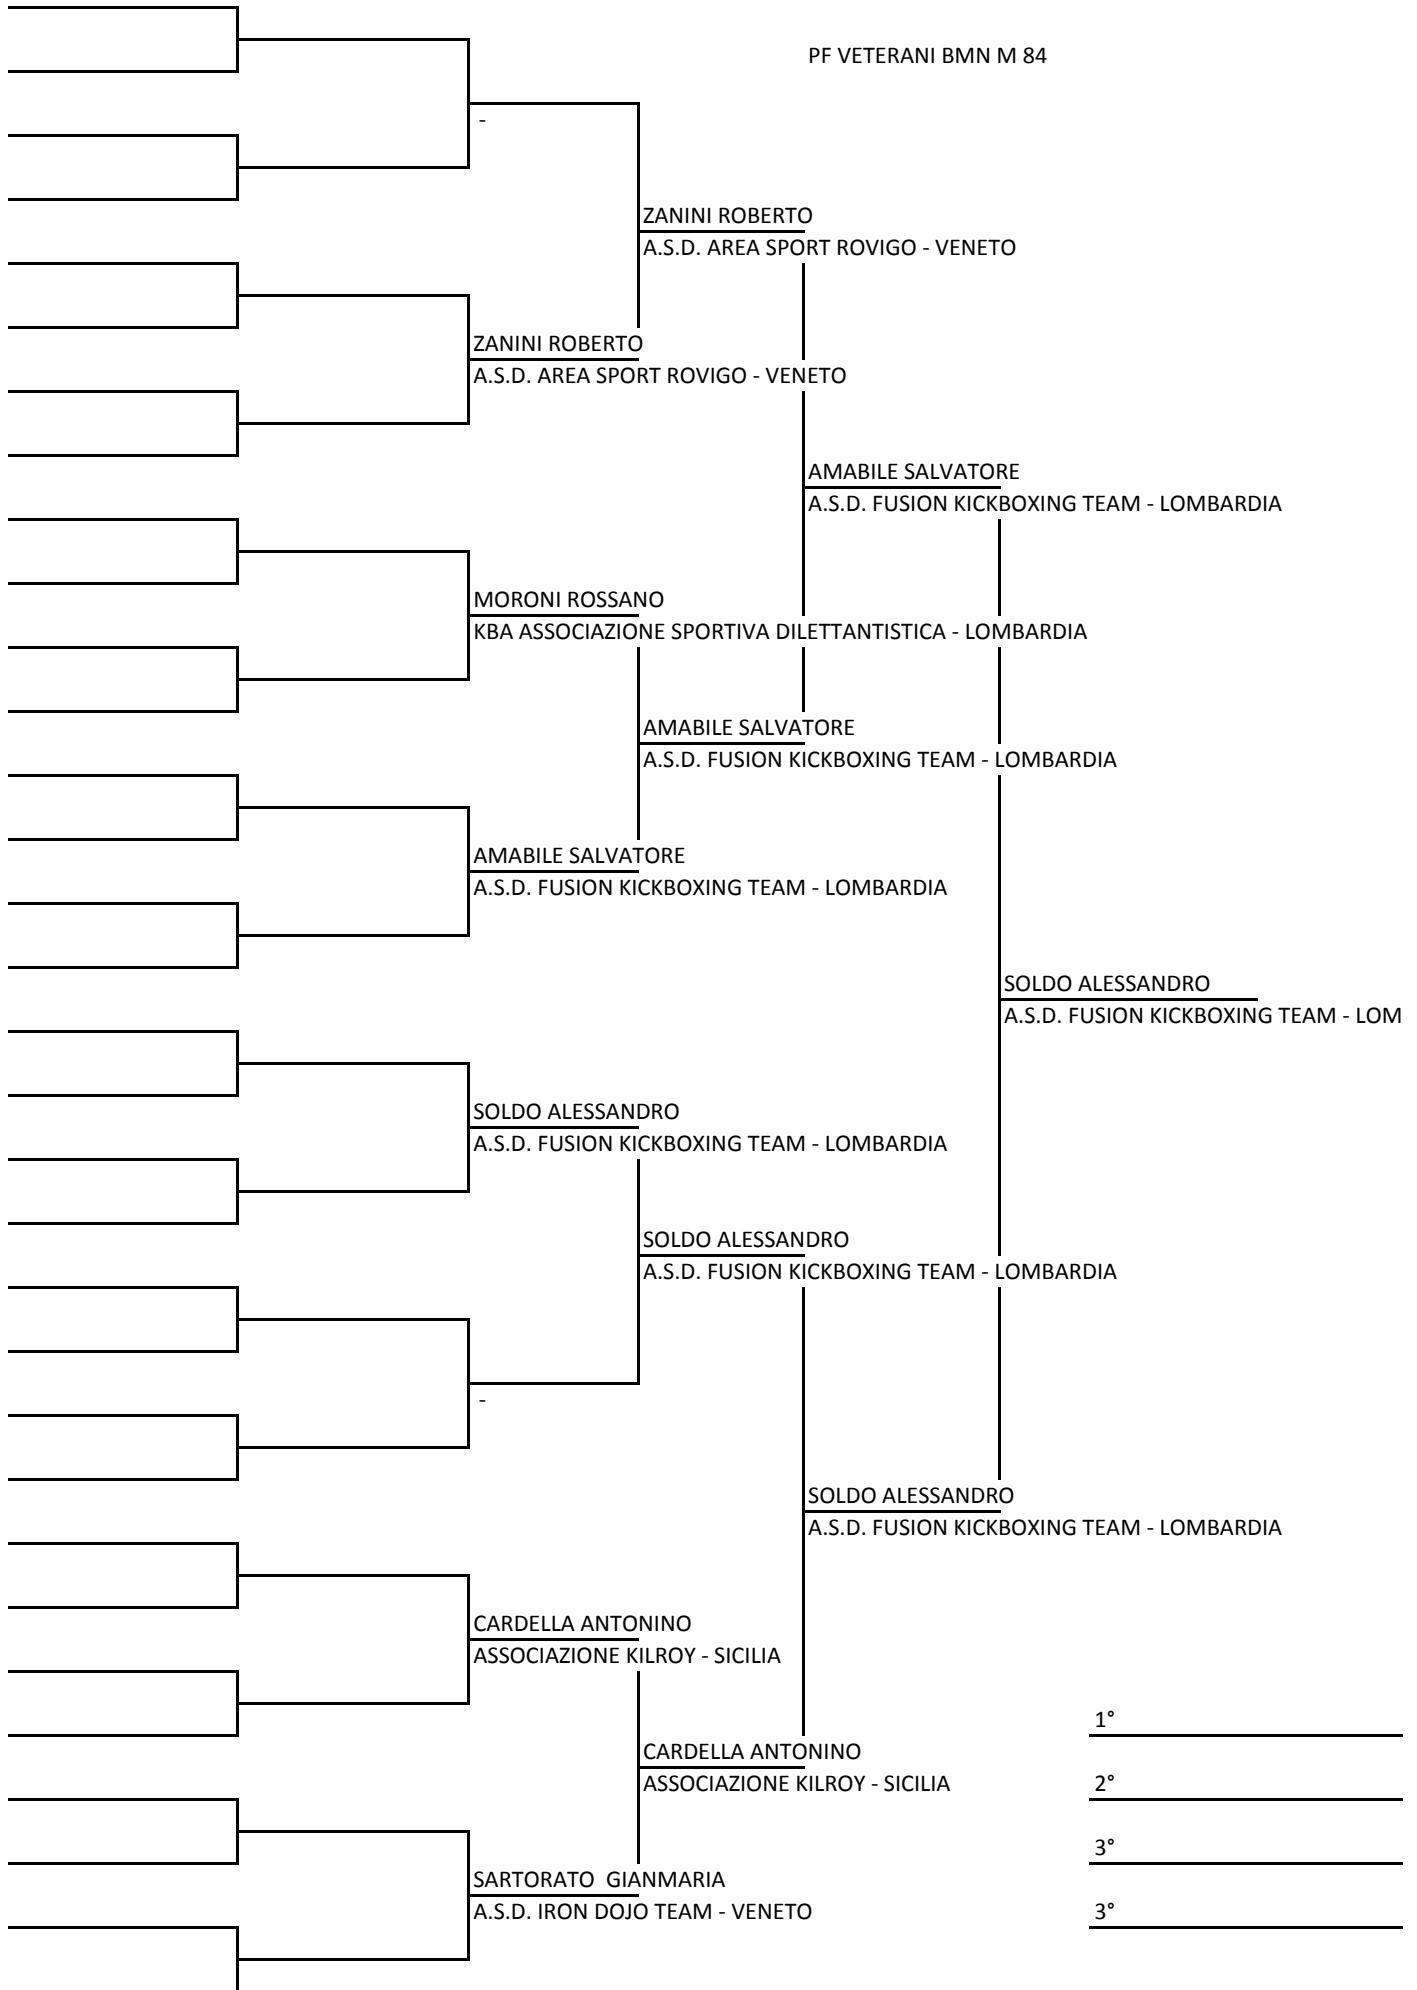 PF VETERANI BMN M 84
-
ZANINI ROBERTO
A.S.D. AREA SPORT ROVIGO - VENETO
ZANINI ROBERTO
A.S.D. AREA SPORT ROVIGO - VENETO
AMABILE SALVATORE
A.S.D. FUSION KICKBOXING TEAM - LOMBARDIA
MORONI ROSSANO
KBA ASSOCIAZIONE SPORTIVA DILETTANTISTICA - LOMBARDIA
AMABILE SALVATORE
A.S.D. FUSION KICKBOXING TEAM - LOMBARDIA
AMABILE SALVATORE
A.S.D. FUSION KICKBOXING TEAM - LOMBARDIA
SOLDO ALESSANDRO
A.S.D. FUSION KICKBOXING TEAM - LOM
SOLDO ALESSANDRO
A.S.D. FUSION KICKBOXING TEAM - LOMBARDIA
SOLDO ALESSANDRO
A.S.D. FUSION KICKBOXING TEAM - LOMBARDIA
-
SOLDO ALESSANDRO
A.S.D. FUSION KICKBOXING TEAM - LOMBARDIA
CARDELLA ANTONINO
ASSOCIAZIONE KILROY - SICILIA
1°
CARDELLA ANTONINO
ASSOCIAZIONE KILROY - SICILIA
2°
3°
SARTORATO  GIANMARIA
A.S.D. IRON DOJO TEAM - VENETO
3°